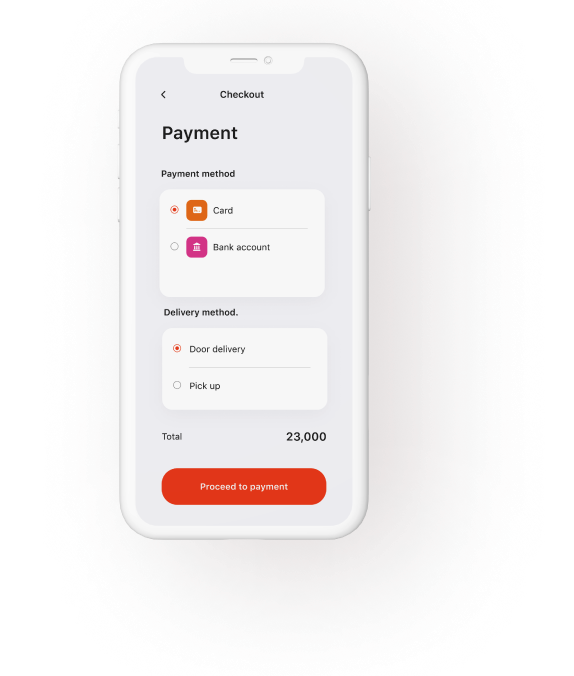 Checkout
Payment
Payment method
Card
Bank account
Delivery method.
Door delivery
Pick up
Total 23,000
Proceed to payment